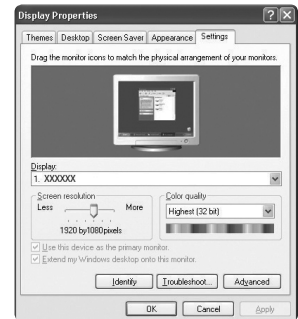 Display Properties
Themes Desktop Screen Saver Appearance Settings
Drag the monitor icons to match the physical arrangement of your monitors.
Display:
1. XXXXXX
Screen resolution
Less More
1920 by1080pixels
Color quality
Highest (32 bit)
Use this device as the primary monitor.
Extend my Windows desktop onto this monitor.
Identify Troubleshoot... Advanced
OK Cancel Apply